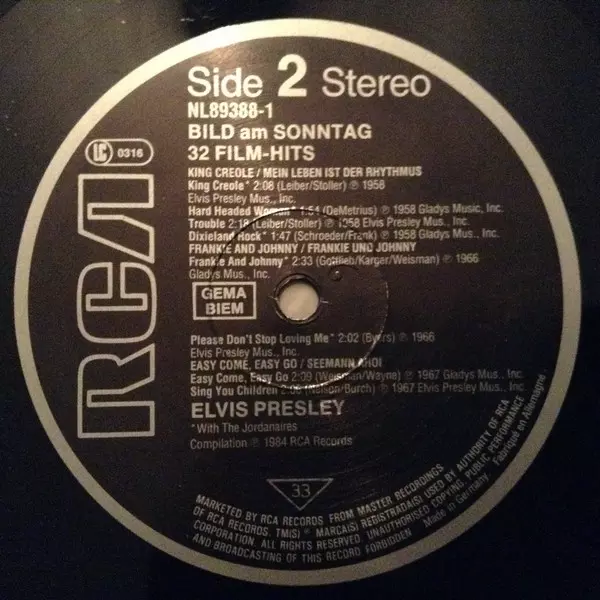 Side 2 Stereo
NL89388-1
BILD am SONNTAG
32 FILM-HITS
LC 0316
RCA
KING CREOLE / MEIN LEBEN IST DER RHYTHMUS
King Creole* 2:08 (Leiber/Stoller) ℗ 1958
Elvis Presley Mus., Inc.
Hard Headed Woman* 1:54 (DeMetrius) ℗ 1958 Gladys Music, Inc.
Trouble 2:18 (Leiber/Stoller) ℗ 1958 Elvis Presley Mus., Inc.
Dixieland Rock* 1:47 (Schroeder/Frank) ℗ 1958 Gladys Mus., Inc.
FRANKIE AND JOHNNY / FRANKIE UND JOHNNY
Frankie And Johnny* 2:33 (Gottlieb/Karger/Weisman) ℗ 1966
Gladys Mus., Inc.
GEMA
BIEM
Please Don't Stop Loving Me* 2:02 (Byers) ℗ 1966
Elvis Presley Mus., Inc.
EASY COME, EASY GO / SEEMANN AHOI
Easy Come, Easy Go 2:09 (Weisman/Wayne) ℗ 1967 Gladys Mus., Inc.
Sing You Children 2:06 (Nelson/Burch) ℗ 1967 Elvis Presley Mus., Inc.
ELVIS PRESLEY
*With The Jordanaires
Compilation ℗ 1984 RCA Records
33
MARKETED BY RCA RECORDS FROM MASTER RECORDINGS
OF RCA RECORDS. TM(S) ® MARCA(S) REGISTRADA(S) USED BY AUTHORITY OF RCA
CORPORATION. ALL RIGHTS RESERVED. UNAUTHORISED COPYING, PUBLIC PERFORMANCE
AND BROADCASTING OF THIS RECORD FORBIDDEN
Made in Germany Fabriqué en Allemagne